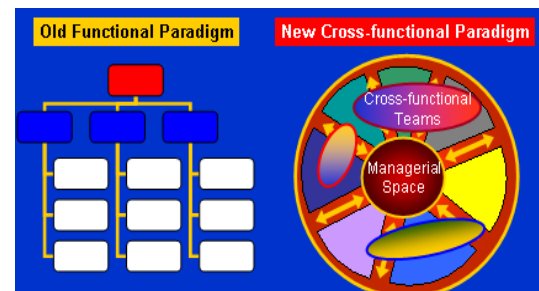 Old Functional Paradigm
New Cross-functional Paradigm
Cross-functional
Teams
Managerial
Space